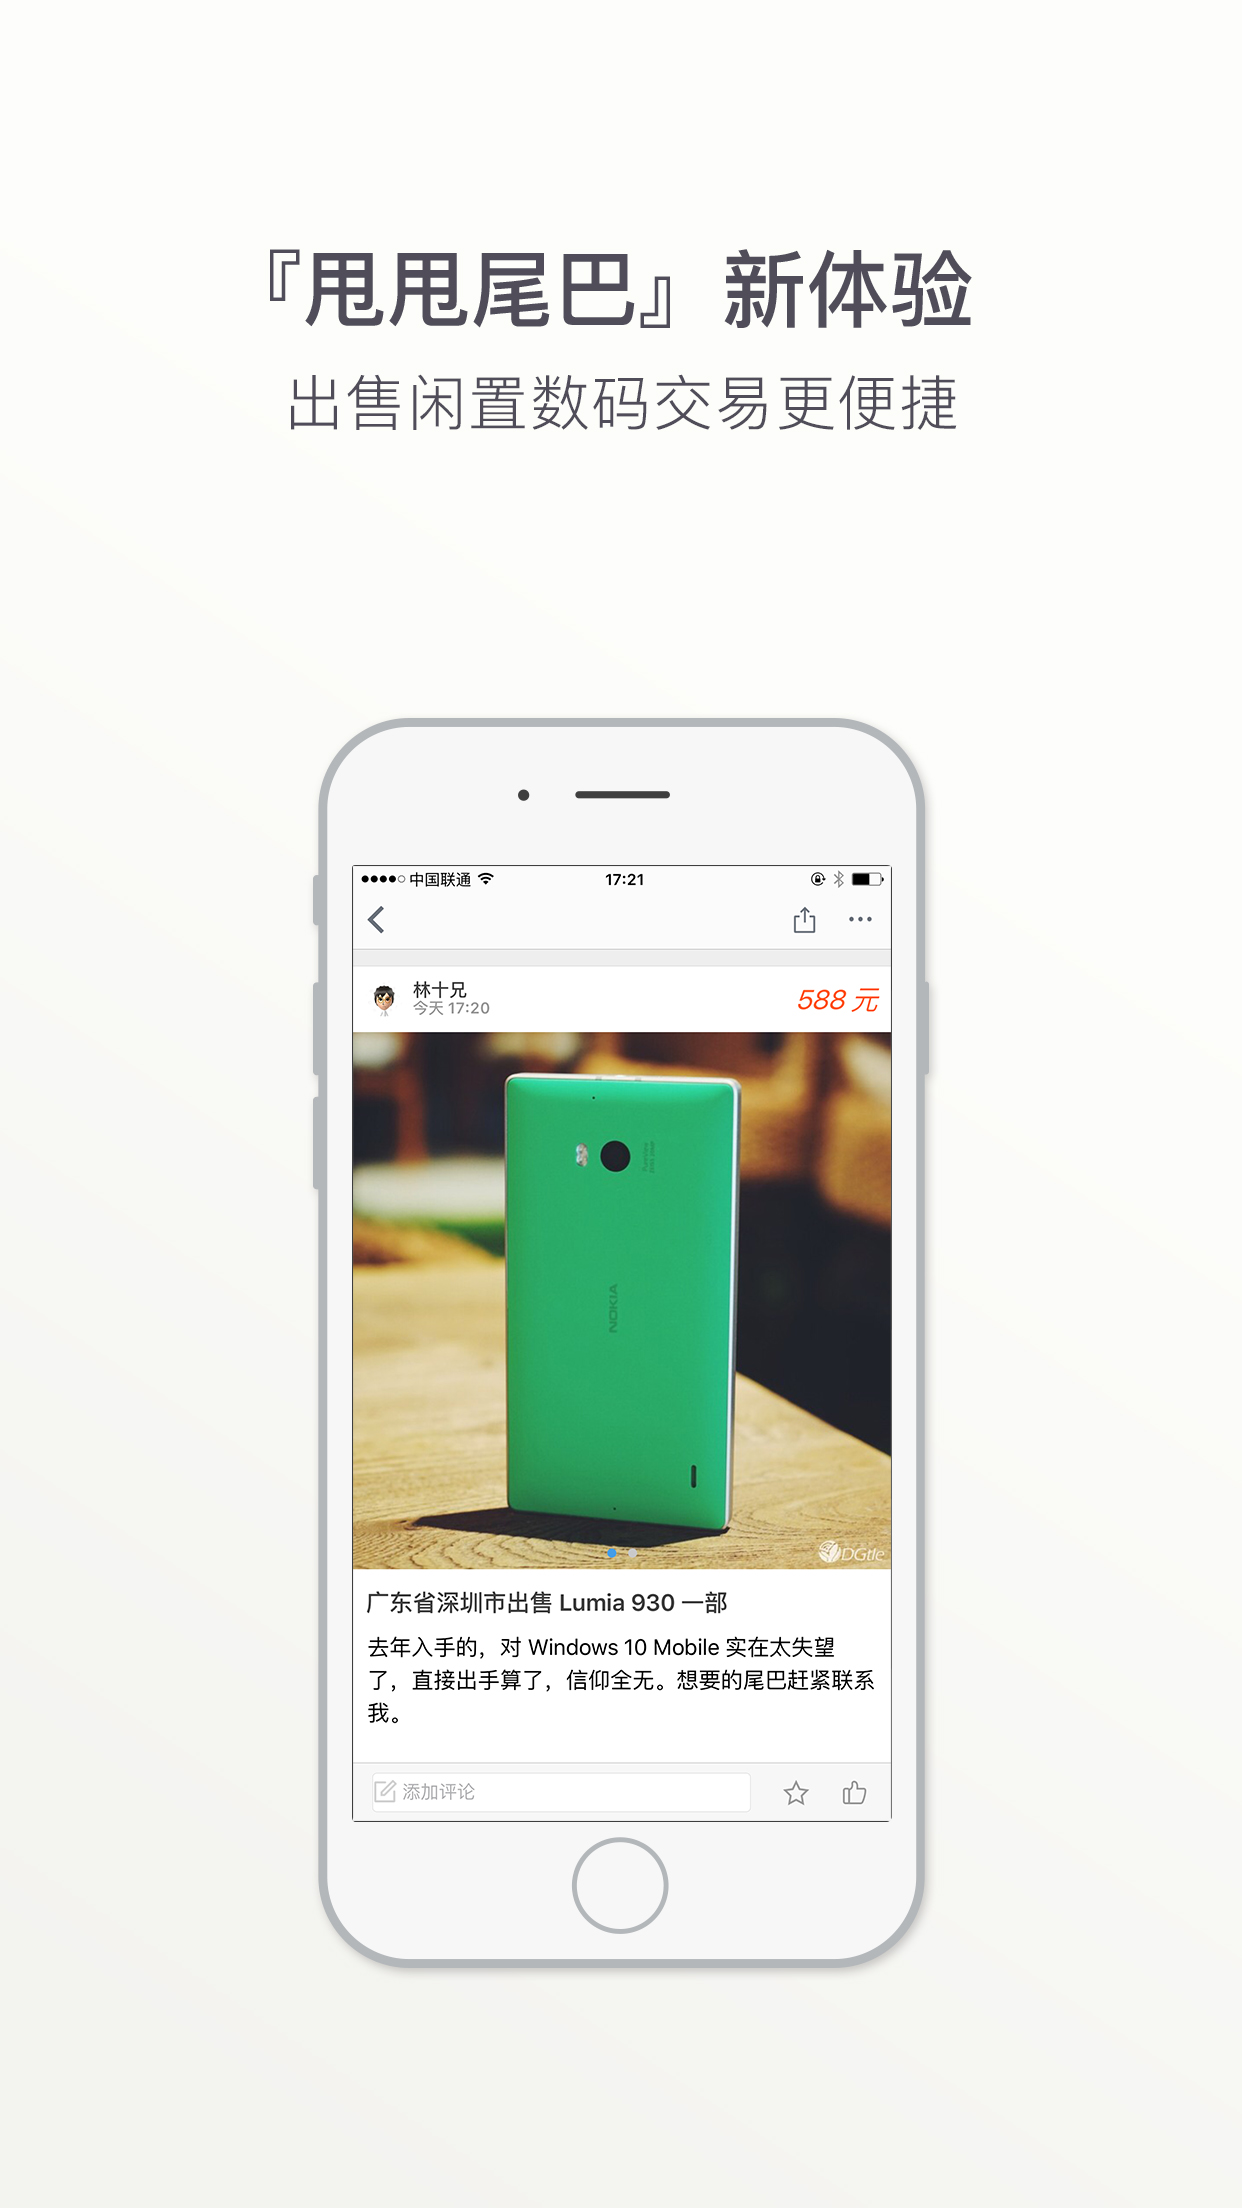 『甩甩尾巴』新体验
出售闲置数码交易更便捷
中国联通 17:21
林十兄
今天 17:20
588 元
NOKIA
DGtle
广东省深圳市出售 Lumia 930 一部
去年入手的，对 Windows 10 Mobile 实在太失望
了，直接出手算了，信仰全无。想要的尾巴赶紧联系
我。
添加评论